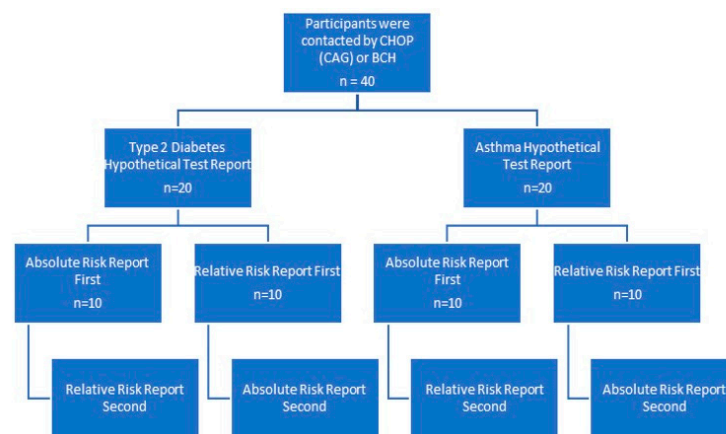 Participants were
contacted by CHOP
(CAG) or BCH
n = 40
Type 2 Diabetes
Hypothetical Test Report
n=20
Asthma Hypothetical
Test Report
n=20
Absolute Risk Report
First
n=10
Relative Risk Report First
n=10
Absolute Risk Report
First
n=10
Relative Risk Report First
n=10
Relative Risk Report
Second
Absolute Risk Report
Second
Relative Risk Report
Second
Absolute Risk Report
Second